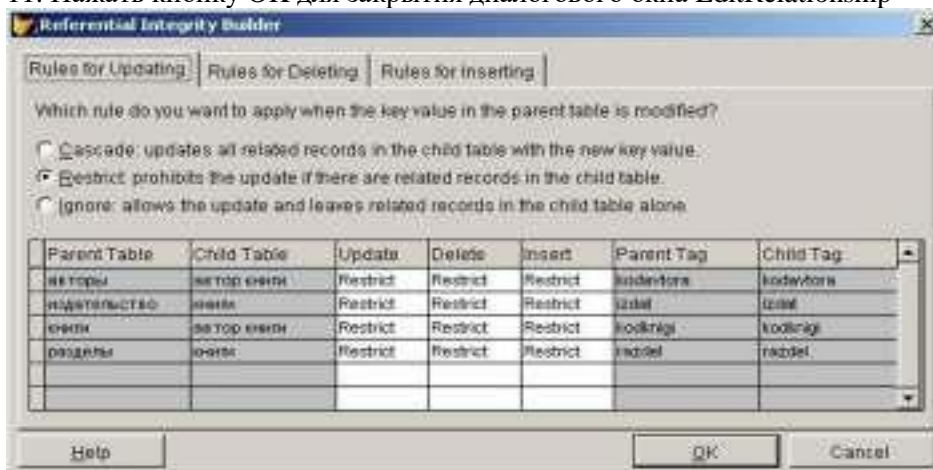 11. Нажать кнопку ОК для закрытия диалогового окна EditRelationship
Referential Integrity Builder
Rules for Updating Rules for Deleting Rules for Inserting
Which rule do you want to apply when the key value in the parent table is modified?
Cascade: updates all related records in the child table with the new key value.
Restrict: prohibits the update if there are related records in the child table.
Ignore: allows the update and leaves related records in the child table alone.
Parent Table Child Table Update Delete Insert Parent Tag Child Tag
авторы автор книги Restrict Restrict Restrict kodavtora kodavtora
издательство книги Restrict Restrict Restrict izdat izdat
книги автор книги Restrict Restrict Restrict kodknigi kodknigi
разделы книги Restrict Restrict Restrict razdel razdel
Help OK Cancel